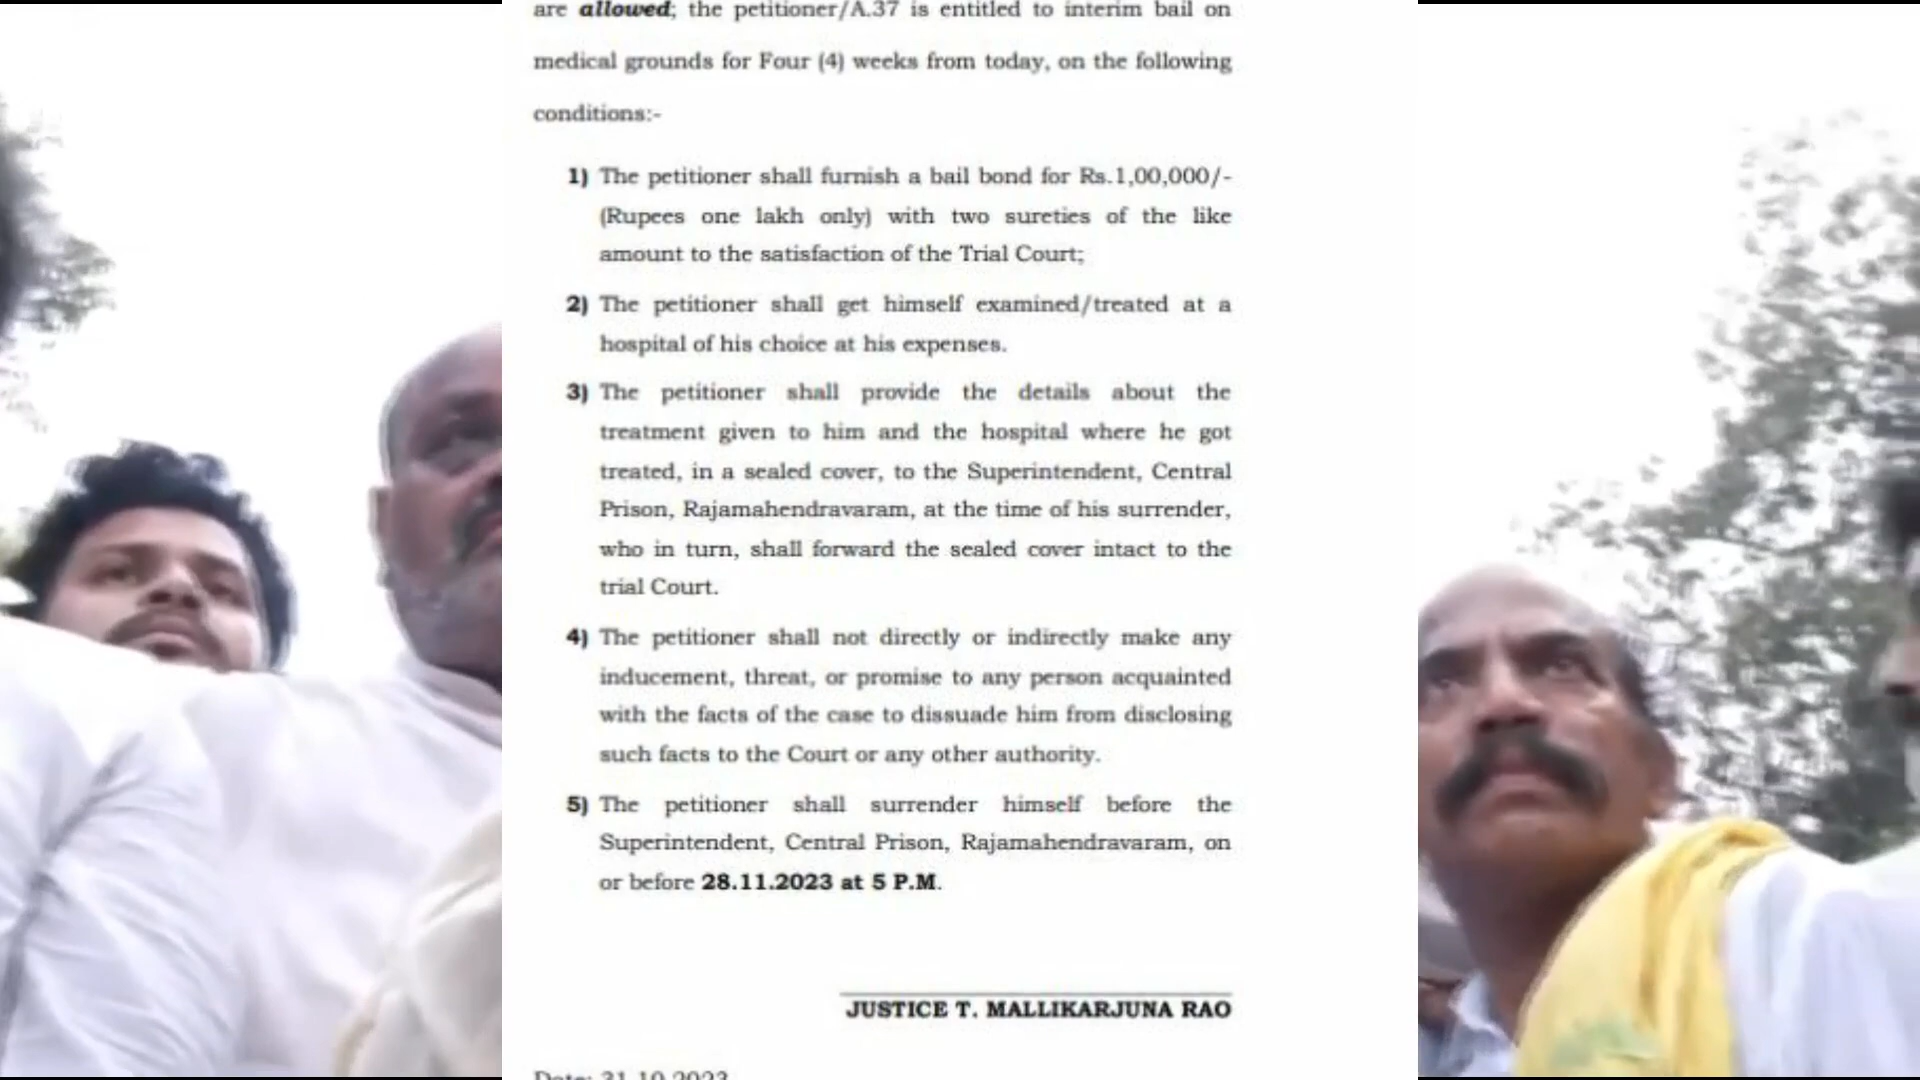 are allowed; the petitioner/A.37 is entitled to interim bail on
medical grounds for Four (4) weeks from today, on the following
conditions:-
1) The petitioner shall furnish a bail bond for Rs.1,00,000/-
(Rupees one lakh only) with two sureties of the like
amount to the satisfaction of the Trial Court;
2) The petitioner shall get himself examined/treated at a
hospital of his choice at his expenses.
3) The petitioner shall provide the details about the
treatment given to him and the hospital where he got
treated, in a sealed cover, to the Superintendent, Central
Prison, Rajamahendravaram, at the time of his surrender,
who in turn, shall forward the sealed cover intact to the
trial Court.
4) The petitioner shall not directly or indirectly make any
inducement, threat, or promise to any person acquainted
with the facts of the case to dissuade him from disclosing
such facts to the Court or any other authority.
5) The petitioner shall surrender himself before the
Superintendent, Central Prison, Rajamahendravaram, on
or before 28.11.2023 at 5 P.M.
JUSTICE T. MALLIKARJUNA RAO
Date: 31.10.2023